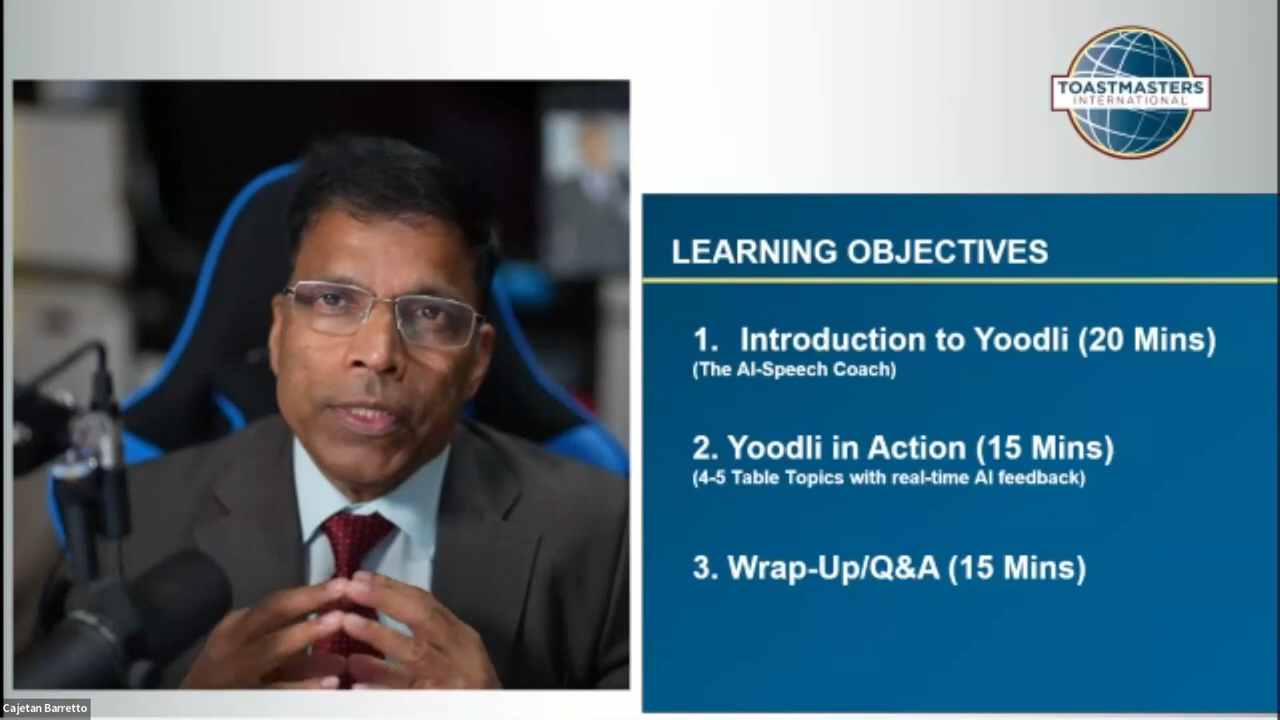 TOASTMASTERS
INTERNATIONAL
LEARNING OBJECTIVES
1. Introduction to Yoodli (20 Mins)
(The AI-Speech Coach)
2. Yoodli in Action (15 Mins)
(4-5 Table Topics with real-time AI feedback)
3. Wrap-Up/Q&A (15 Mins)
Cajetan Barretto